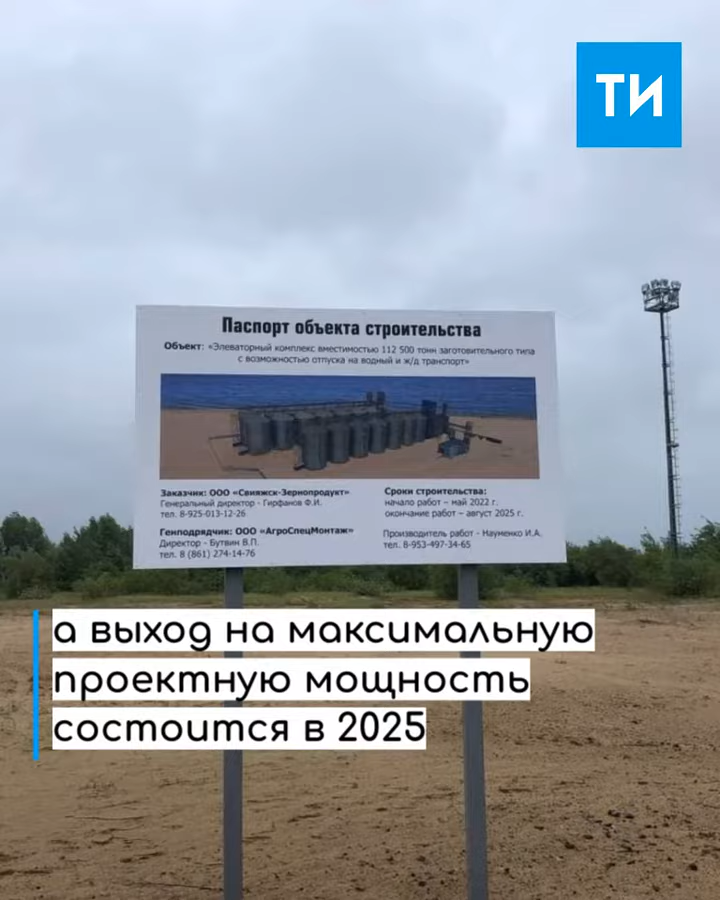 ТИ
Паспорт объекта строительства
Объект: «Элеваторный комплекс вместимостью 112 500 тонн заготовительного типа
с возможностью отпуска на водный и ж/д транспорт»
Заказчик: ООО «Свияжск-Зернопродукт»
Генеральный директор - Гирфанов Ф.И.
тел. 8-925-013-12-26
Генподрядчик: ООО «АгроСпецМонтаж»
Директор - Бутвин В.П.
тел. 8 (861) 274-14-76
Сроки строительства:
начало работ – май 2022 г.
окончание работ – август 2025 г.
Производитель работ - Науменко И.А.
тел. 8-953-497-34-65
а выход на максимальную
проектную мощность
состоится в 2025